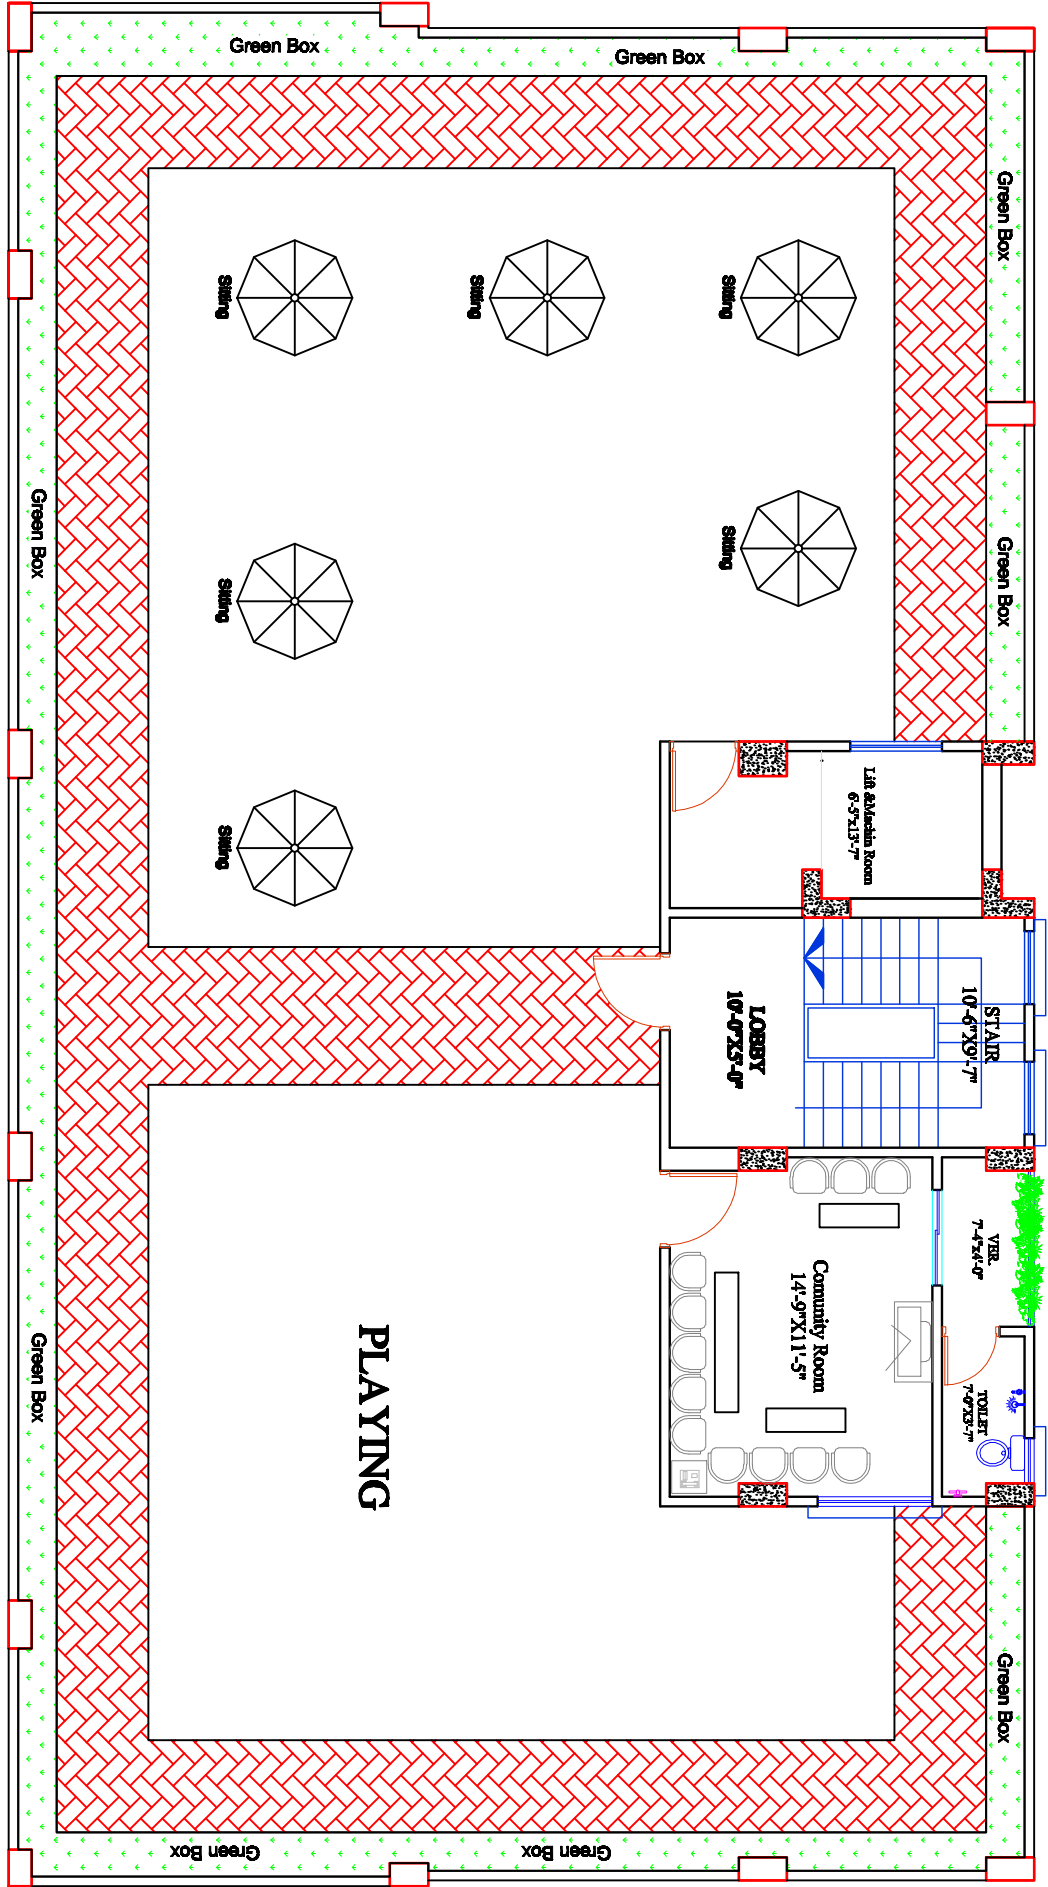 Green Box
Green Box
Green Box
Sitting
Sitting
Sitting
Green Box
Green Box
Sitting
Sitting
Lift &Machin Room
6'-5"x13'-7"
Sitting
STAIR
10'-6"X9'-7"
LOBBY
10'-0"X5'-0"
VER.
7'-4"x4'-0"
Comunity Room
14'-9"X11'-5"
TOILET
7'-0"X3'-7"
PLAYING
Green Box
Green Box
Green Box
Green Box